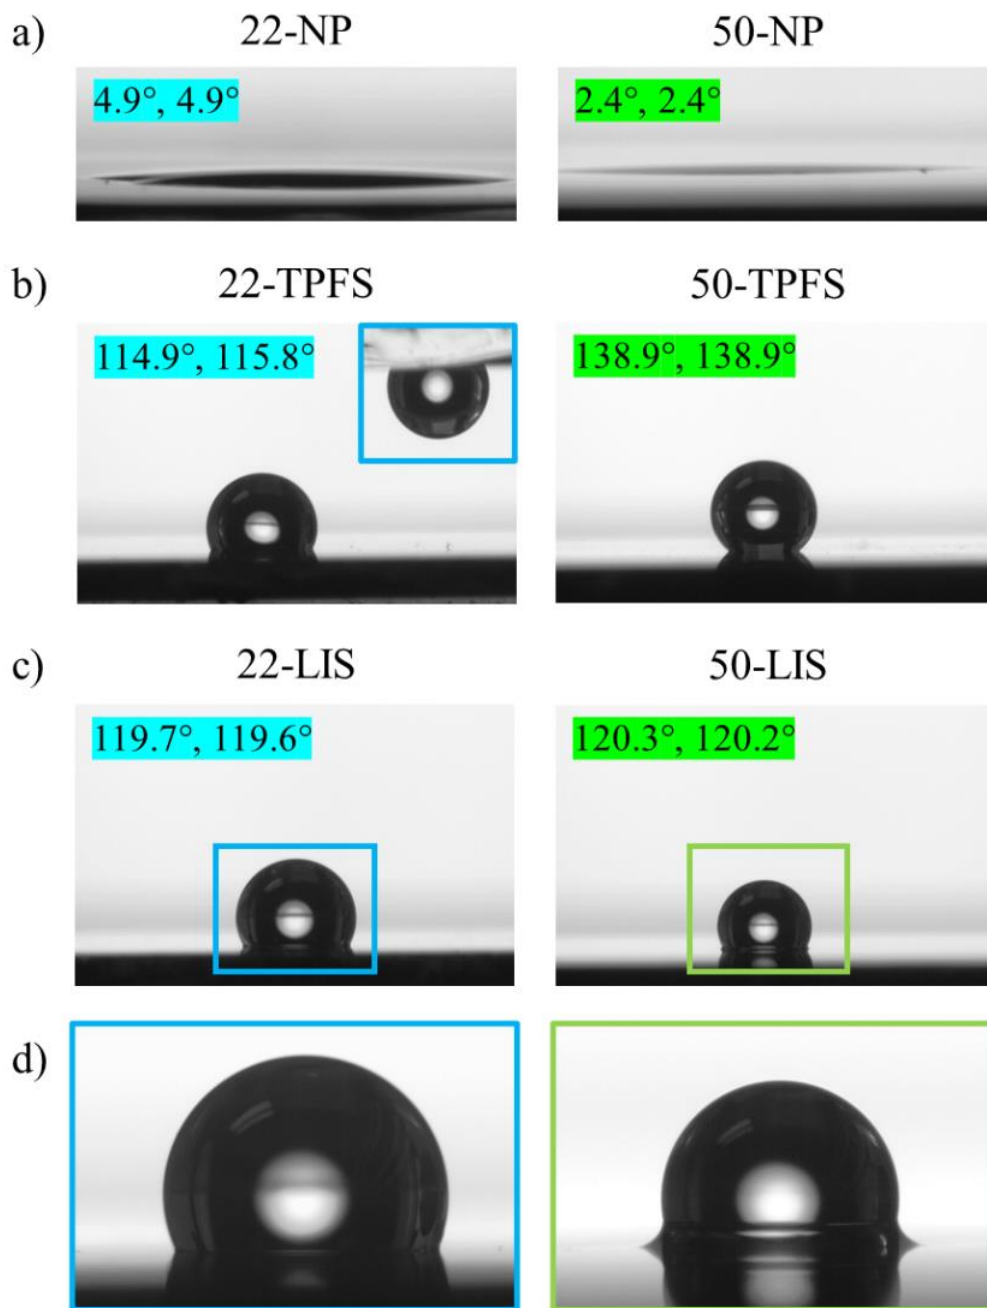 a)
22-NP
50-NP
4.9°, 4.9°
2.4°, 2.4°
b)
22-TPFS
50-TPFS
114.9°, 115.8°
138.9°, 138.9°
c)
22-LIS
50-LIS
119.7°, 119.6°
120.3°, 120.2°
d)